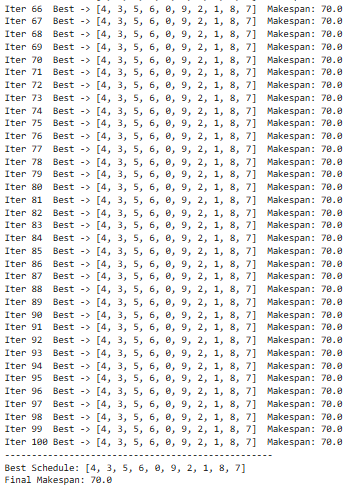 Iter 66  Best -> [4, 3, 5, 6, 0, 9, 2, 1, 8, 7]  Makespan: 70.0
Iter 67  Best -> [4, 3, 5, 6, 0, 9, 2, 1, 8, 7]  Makespan: 70.0
Iter 68  Best -> [4, 3, 5, 6, 0, 9, 2, 1, 8, 7]  Makespan: 70.0
Iter 69  Best -> [4, 3, 5, 6, 0, 9, 2, 1, 8, 7]  Makespan: 70.0
Iter 70  Best -> [4, 3, 5, 6, 0, 9, 2, 1, 8, 7]  Makespan: 70.0
Iter 71  Best -> [4, 3, 5, 6, 0, 9, 2, 1, 8, 7]  Makespan: 70.0
Iter 72  Best -> [4, 3, 5, 6, 0, 9, 2, 1, 8, 7]  Makespan: 70.0
Iter 73  Best -> [4, 3, 5, 6, 0, 9, 2, 1, 8, 7]  Makespan: 70.0
Iter 74  Best -> [4, 3, 5, 6, 0, 9, 2, 1, 8, 7]  Makespan: 70.0
Iter 75  Best -> [4, 3, 5, 6, 0, 9, 2, 1, 8, 7]  Makespan: 70.0
Iter 76  Best -> [4, 3, 5, 6, 0, 9, 2, 1, 8, 7]  Makespan: 70.0
Iter 77  Best -> [4, 3, 5, 6, 0, 9, 2, 1, 8, 7]  Makespan: 70.0
Iter 78  Best -> [4, 3, 5, 6, 0, 9, 2, 1, 8, 7]  Makespan: 70.0
Iter 79  Best -> [4, 3, 5, 6, 0, 9, 2, 1, 8, 7]  Makespan: 70.0
Iter 80  Best -> [4, 3, 5, 6, 0, 9, 2, 1, 8, 7]  Makespan: 70.0
Iter 81  Best -> [4, 3, 5, 6, 0, 9, 2, 1, 8, 7]  Makespan: 70.0
Iter 82  Best -> [4, 3, 5, 6, 0, 9, 2, 1, 8, 7]  Makespan: 70.0
Iter 83  Best -> [4, 3, 5, 6, 0, 9, 2, 1, 8, 7]  Makespan: 70.0
Iter 84  Best -> [4, 3, 5, 6, 0, 9, 2, 1, 8, 7]  Makespan: 70.0
Iter 85  Best -> [4, 3, 5, 6, 0, 9, 2, 1, 8, 7]  Makespan: 70.0
Iter 86  Best -> [4, 3, 5, 6, 0, 9, 2, 1, 8, 7]  Makespan: 70.0
Iter 87  Best -> [4, 3, 5, 6, 0, 9, 2, 1, 8, 7]  Makespan: 70.0
Iter 88  Best -> [4, 3, 5, 6, 0, 9, 2, 1, 8, 7]  Makespan: 70.0
Iter 89  Best -> [4, 3, 5, 6, 0, 9, 2, 1, 8, 7]  Makespan: 70.0
Iter 90  Best -> [4, 3, 5, 6, 0, 9, 2, 1, 8, 7]  Makespan: 70.0
Iter 91  Best -> [4, 3, 5, 6, 0, 9, 2, 1, 8, 7]  Makespan: 70.0
Iter 92  Best -> [4, 3, 5, 6, 0, 9, 2, 1, 8, 7]  Makespan: 70.0
Iter 93  Best -> [4, 3, 5, 6, 0, 9, 2, 1, 8, 7]  Makespan: 70.0
Iter 94  Best -> [4, 3, 5, 6, 0, 9, 2, 1, 8, 7]  Makespan: 70.0
Iter 95  Best -> [4, 3, 5, 6, 0, 9, 2, 1, 8, 7]  Makespan: 70.0
Iter 96  Best -> [4, 3, 5, 6, 0, 9, 2, 1, 8, 7]  Makespan: 70.0
Iter 97  Best -> [4, 3, 5, 6, 0, 9, 2, 1, 8, 7]  Makespan: 70.0
Iter 98  Best -> [4, 3, 5, 6, 0, 9, 2, 1, 8, 7]  Makespan: 70.0
Iter 99  Best -> [4, 3, 5, 6, 0, 9, 2, 1, 8, 7]  Makespan: 70.0
Iter 100 Best -> [4, 3, 5, 6, 0, 9, 2, 1, 8, 7]  Makespan: 70.0
--------------------------------------------------
Best Schedule: [4, 3, 5, 6, 0, 9, 2, 1, 8, 7]
Final Makespan: 70.0